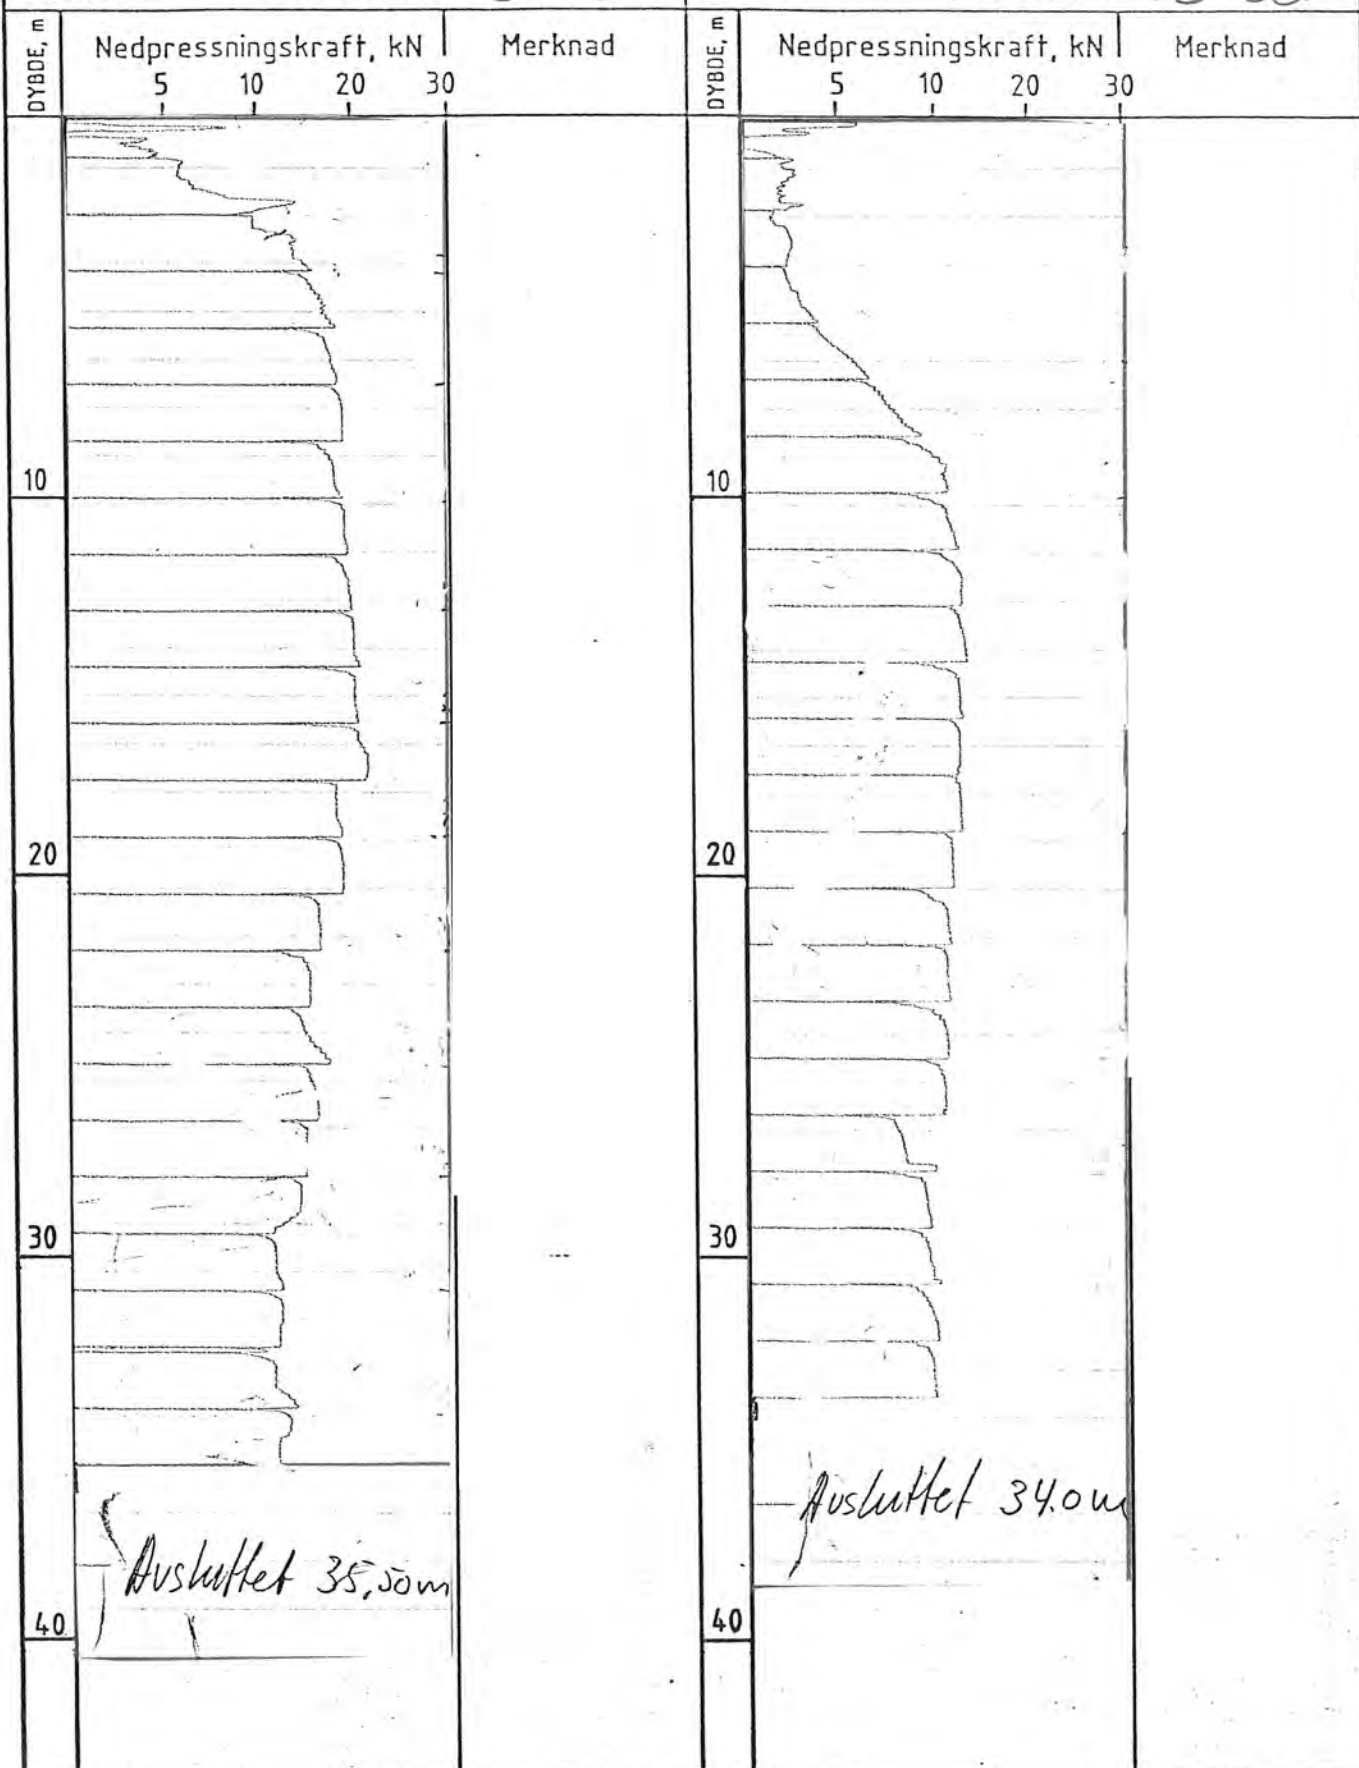 DYBDE, m
Nedpressningskraft, kN
Merknad
5 10 20 30
10
20
30
40
Avsluttet 35,50m
DYBDE, m
Nedpressningskraft, kN
Merknad
5 10 20 30
10
20
30
40
Avsluttet 34.0m